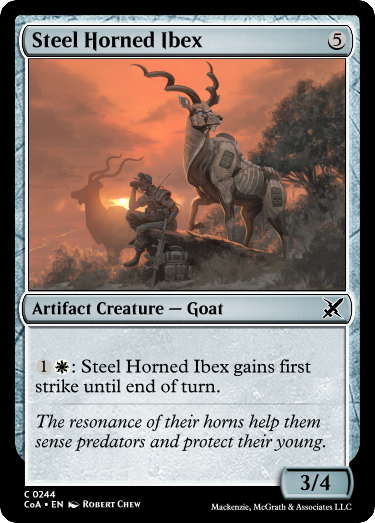 Steel Horned Ibex 5
Artifact Creature — Goat
1 : Steel Horned Ibex gains first
strike until end of turn.
The resonance of their horns help them
sense predators and protect their young.
3/4
C 0244
CoA • EN Robert Chew
Mackenzie, McGrath & Associates LLC